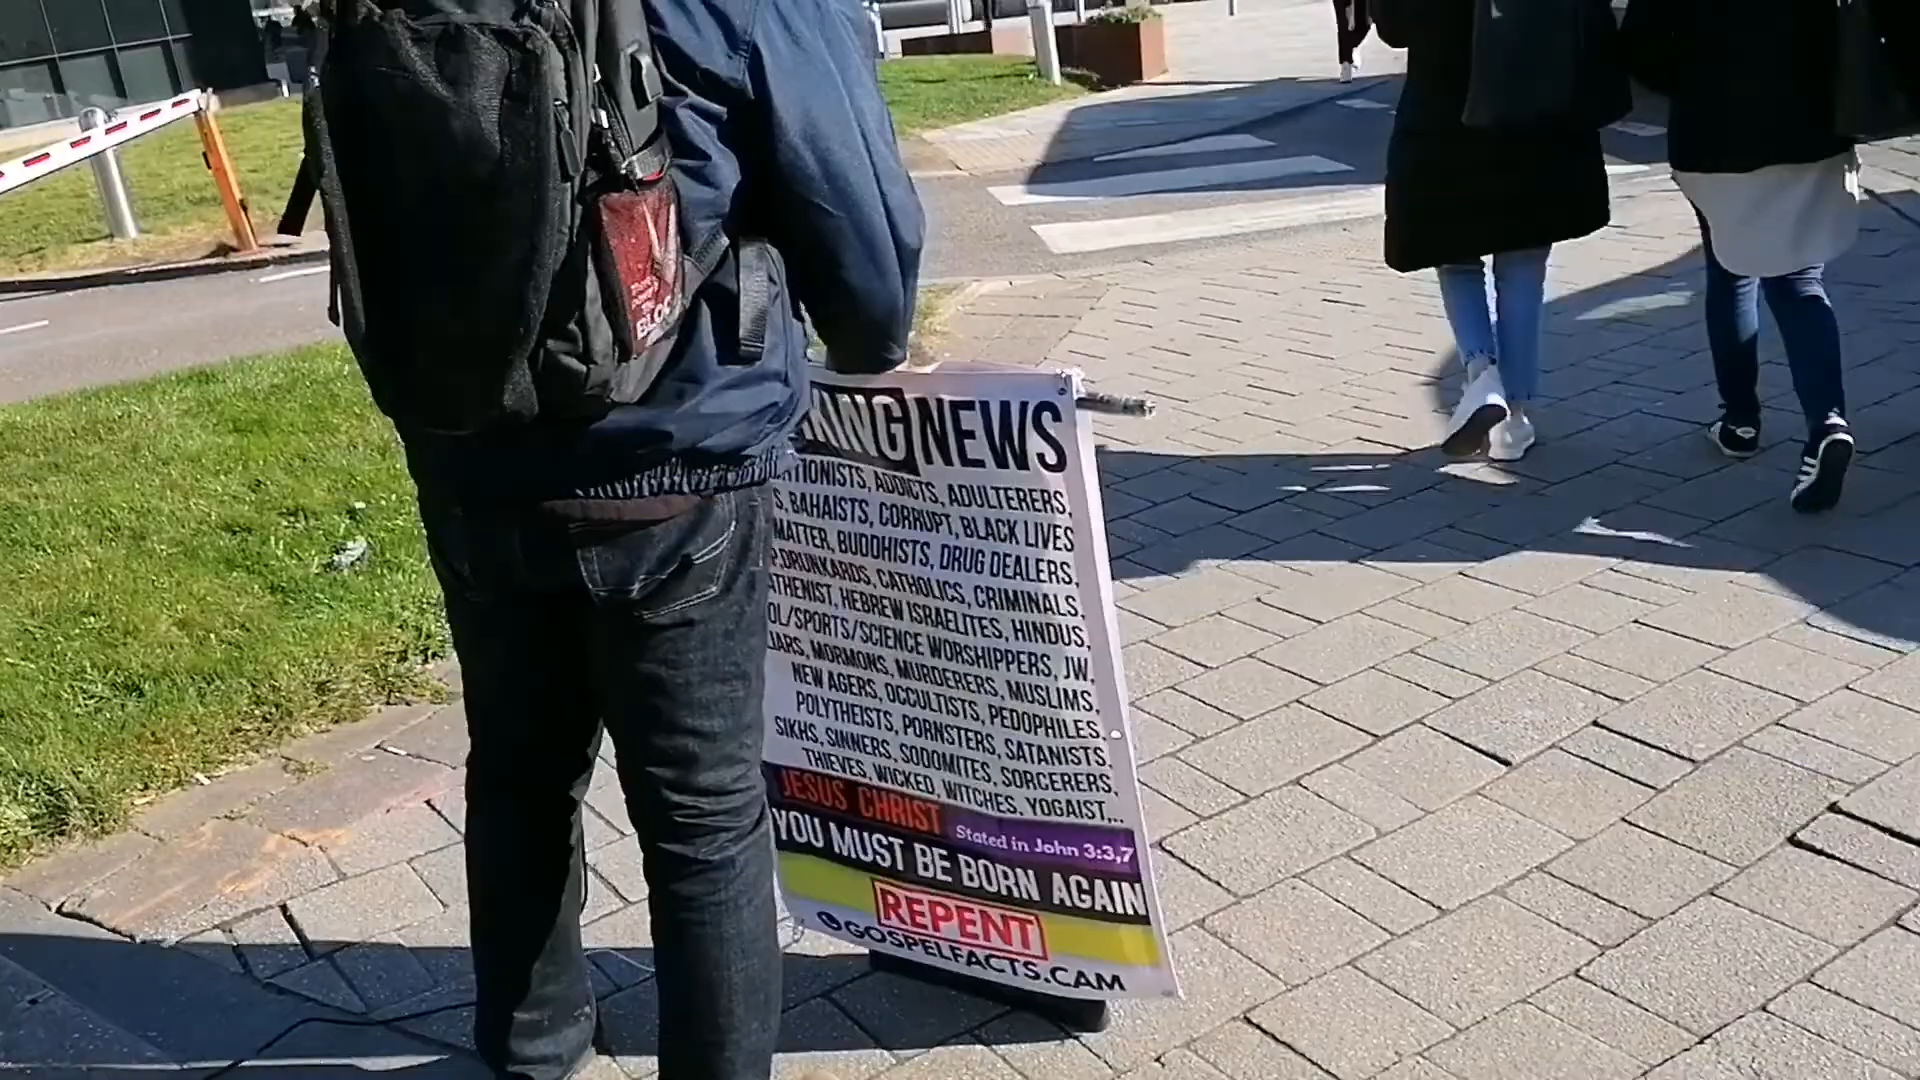 NEWS
ADDICTS, ADULTERERS,
BAHAISTS, CORRUPT, BLACK LIVES
MATTER, BUDDHISTS, DRUG DEALERS,
DRUNKARDS, CATHOLICS, CRIMINALS,
HEBREW ISRAELITES, HINDUS,
/SPORTS/SCIENCE WORSHIPPERS, JW,
MORMONS, MURDERERS, MUSLIMS,
NEW AGERS, OCCULTISTS, PEDOPHILES,
POLYTHEISTS, PORNSTERS, SATANISTS
SIKHS, SINNERS, SODOMITES, SORCERERS,
THIEVES, WICKED, WITCHES, YOGAIST,..
JESUS CHRIST Stated in John 3:3,7
YOU MUST BE BORN AGAIN
REPENT
GOSPELFACTS.CAM